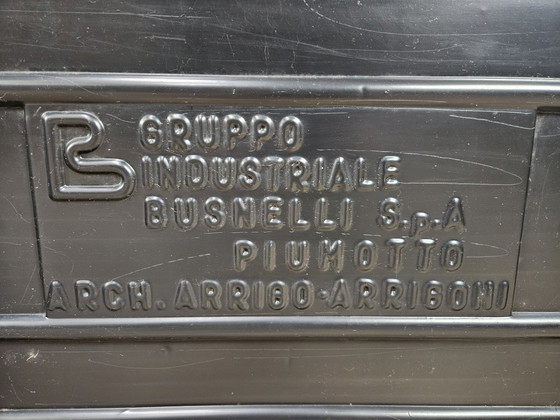 B
GRUPPO
INDUSTRIALE
BUSNELLI S.p.A
PIUMOTTO
ARCH. ARRIGO·ARRIGONI